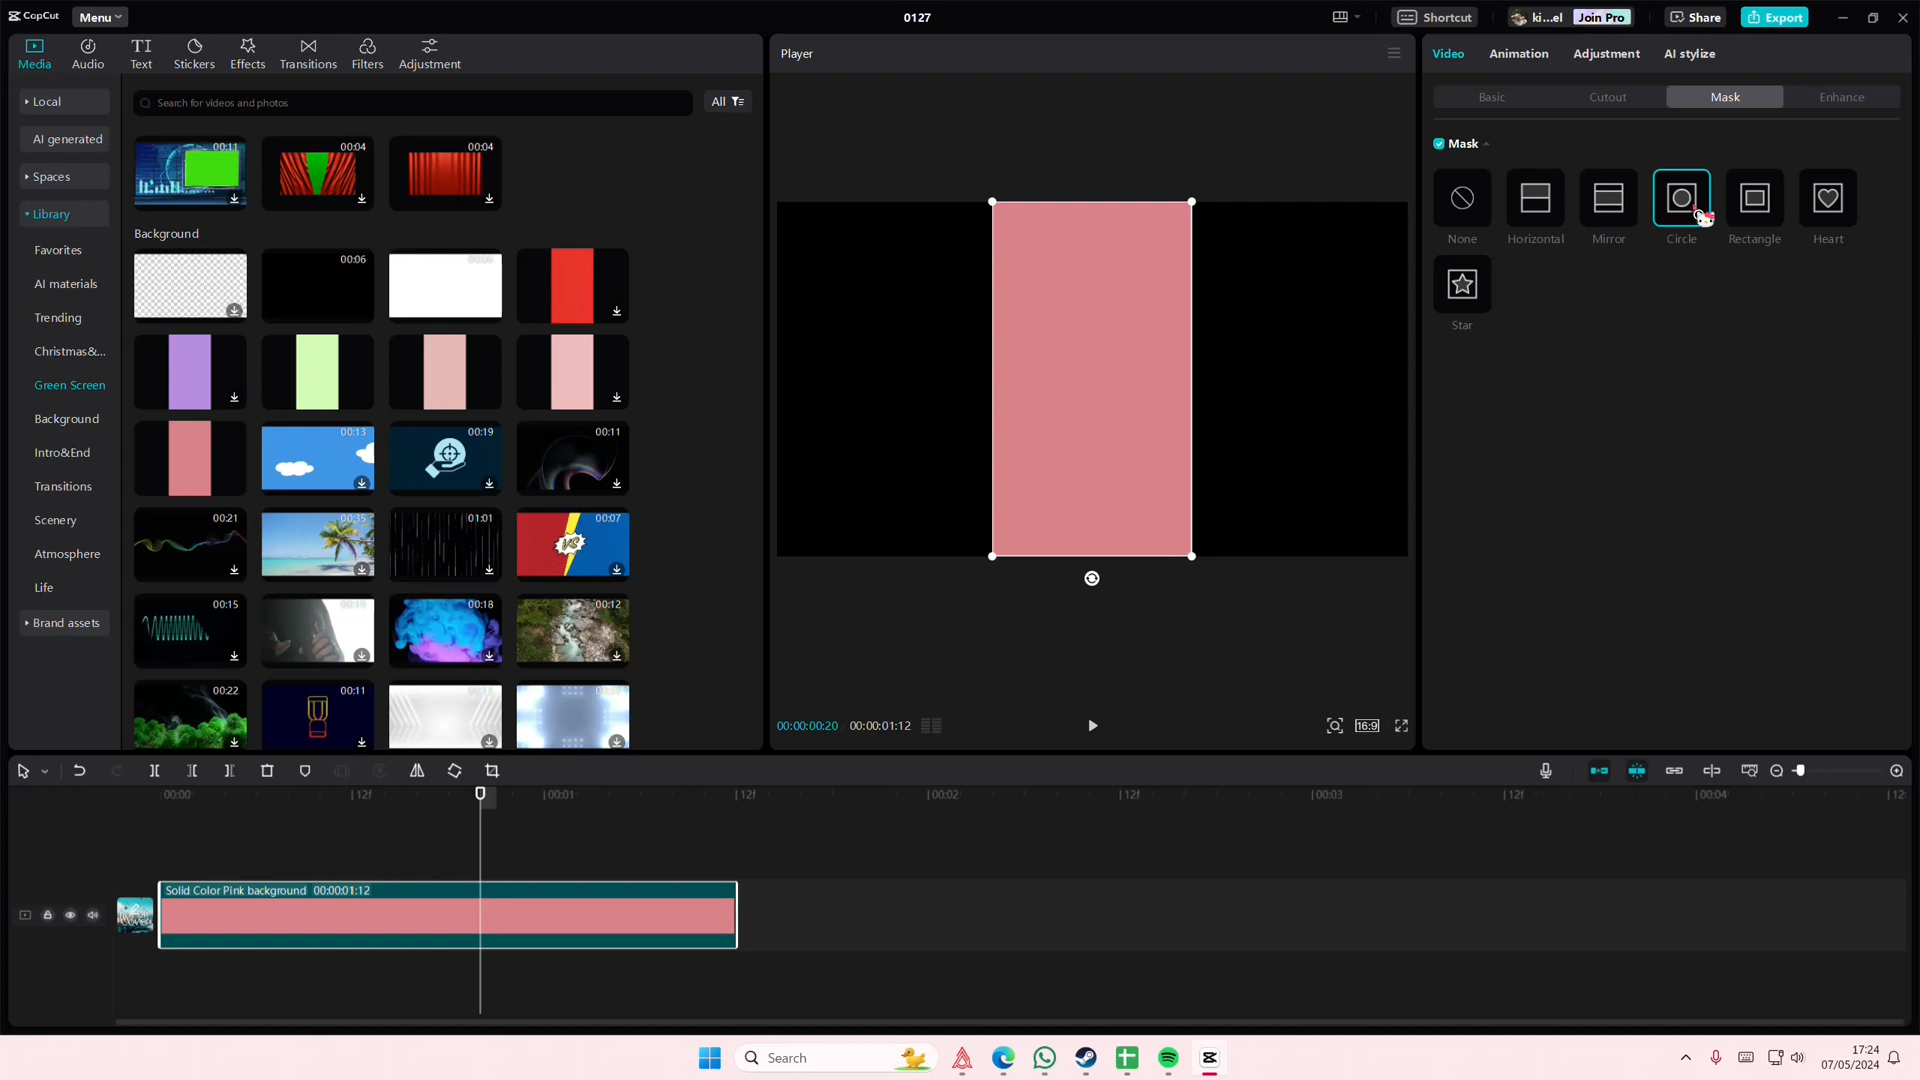 CapCut
Menu
0127
Shortcut
ki...el
Join Pro
Share
Export
Media
Audio
Text
Stickers
Effects
Transitions
Filters
Adjustment
Player
Video
Animation
Adjustment
AI stylize
Local
AI generated
Spaces
Library
Favorites
AI materials
Trending
Christmas&...
Green Screen
Background
Intro&End
Transitions
Scenery
Atmosphere
Life
Brand assets
Search for videos and photos
All
00:11
00:04
00:04
Background
00:06
00:13
00:19
00:11
00:21
00:35
01:01
00:07
VS
00:15
00:18
00:12
00:22
00:11
Basic
Cutout
Mask
Enhance
Mask
None
Horizontal
Mirror
Circle
Rectangle
Heart
Star
00:00:00:20 / 00:00:01:12
16:9
00:00
12f
00:01
12f
00:02
12f
00:03
12f
00:04
Solid Color Pink background 00:00:01:12
Search
17:24
07/05/2024